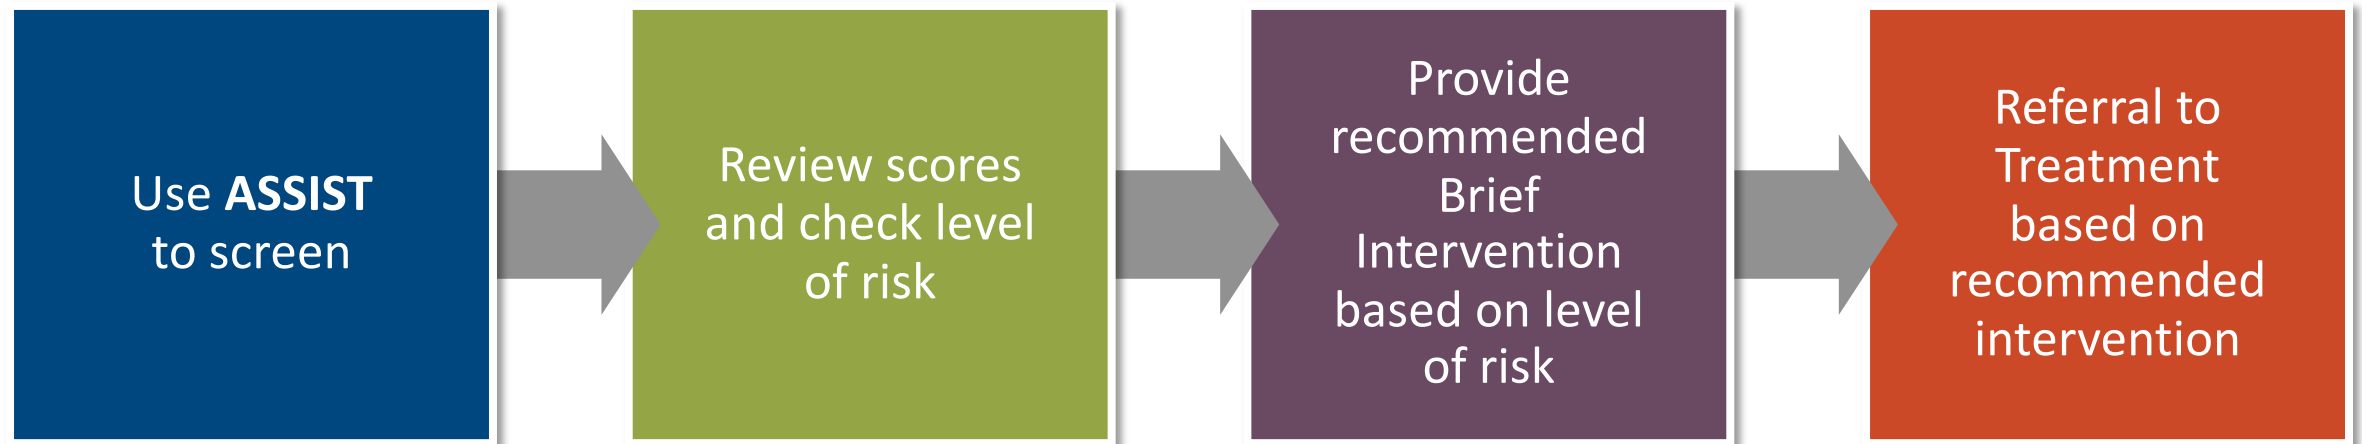 Use ASSIST
to screen
Review scores
and check level
of risk
Provide
recommended
Brief
Intervention
based on level
of risk
Referral to
Treatment
based on
recommended
intervention